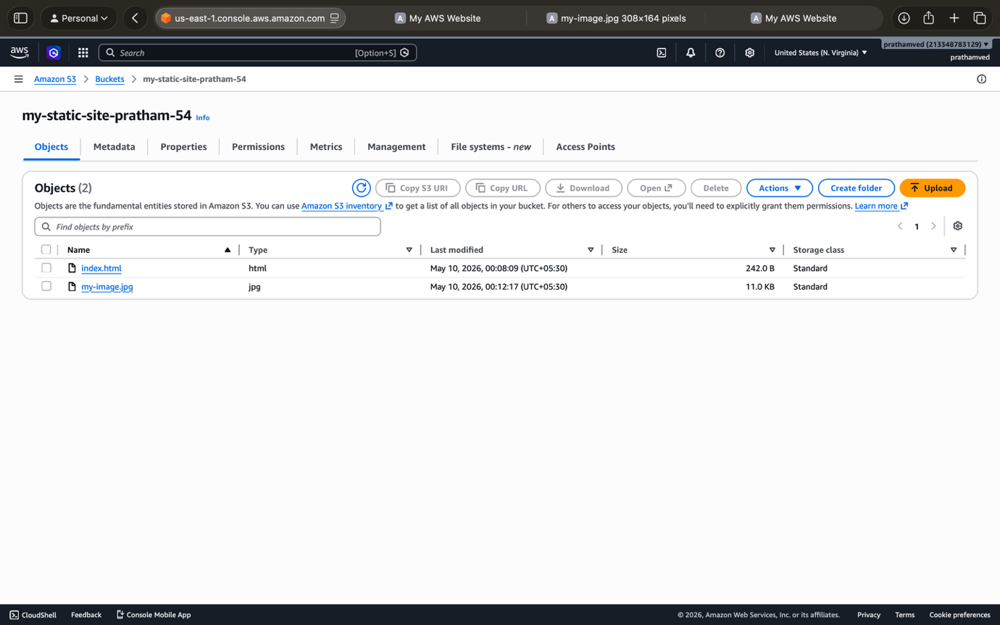 Personal
us-east-1.console.aws.amazon.com
A My AWS Website
A my-image.jpg 308×164 pixels
A My AWS Website
aws
Search [Option+S]
United States (N. Virginia)
prathamved (213348783129)
prathamved
Amazon S3 > Buckets > my-static-site-pratham-54
my-static-site-pratham-54 Info
Objects Metadata Properties Permissions Metrics Management File systems - new Access Points
Objects (2) Copy S3 URI Copy URL Download Open Delete Actions Create folder Upload
Objects are the fundamental entities stored in Amazon S3. You can use Amazon S3 inventory to get a list of all objects in your bucket. For others to access your objects, you'll need to explicitly grant them permissions. Learn more
Find objects by prefix 1
Name Type Last modified Size Storage class
index.html html May 10, 2026, 00:08:09 (UTC+05:30) 242.0 B Standard
my-image.jpg jpg May 10, 2026, 00:12:17 (UTC+05:30) 11.0 KB Standard
CloudShell Feedback Console Mobile App © 2026, Amazon Web Services, Inc. or its affiliates. Privacy Terms Cookie preferences